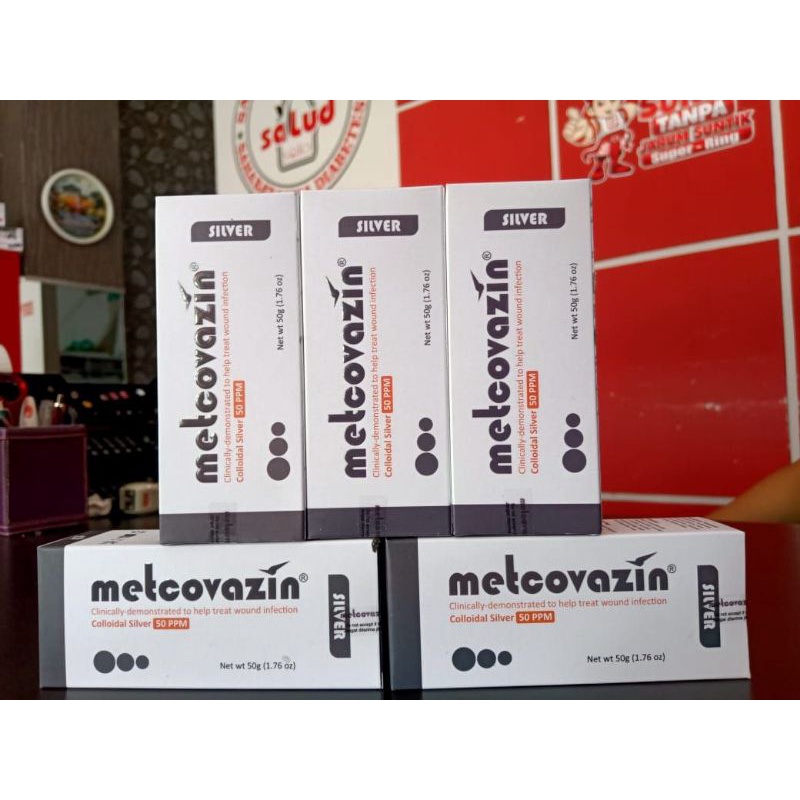 salud
DIABETES
TANPA
JARUM SUNTIK
Super-Ring
SILVER
metcovazin®
Clinically-demonstrated to help treat wound infection
Colloidal Silver 50 PPM
Net wt 50g (1.76 oz)
SILVER
metcovazin®
Clinically-demonstrated to help treat wound infection
Colloidal Silver 50 PPM
Net wt 50g (1.76 oz)
SILVER
metcovazin®
Clinically-demonstrated to help treat wound infection
Colloidal Silver 50 PPM
Net wt 50g (1.76 oz)
metcovazin®
Clinically-demonstrated to help treat wound infection
Colloidal Silver 50 PPM
Net wt 50g (1.76 oz)
SILVER
metcovazin®
Clinically-demonstrated to help treat wound infection
Colloidal Silver 50 PPM
Net wt 50g (1.76 oz)
SILVER